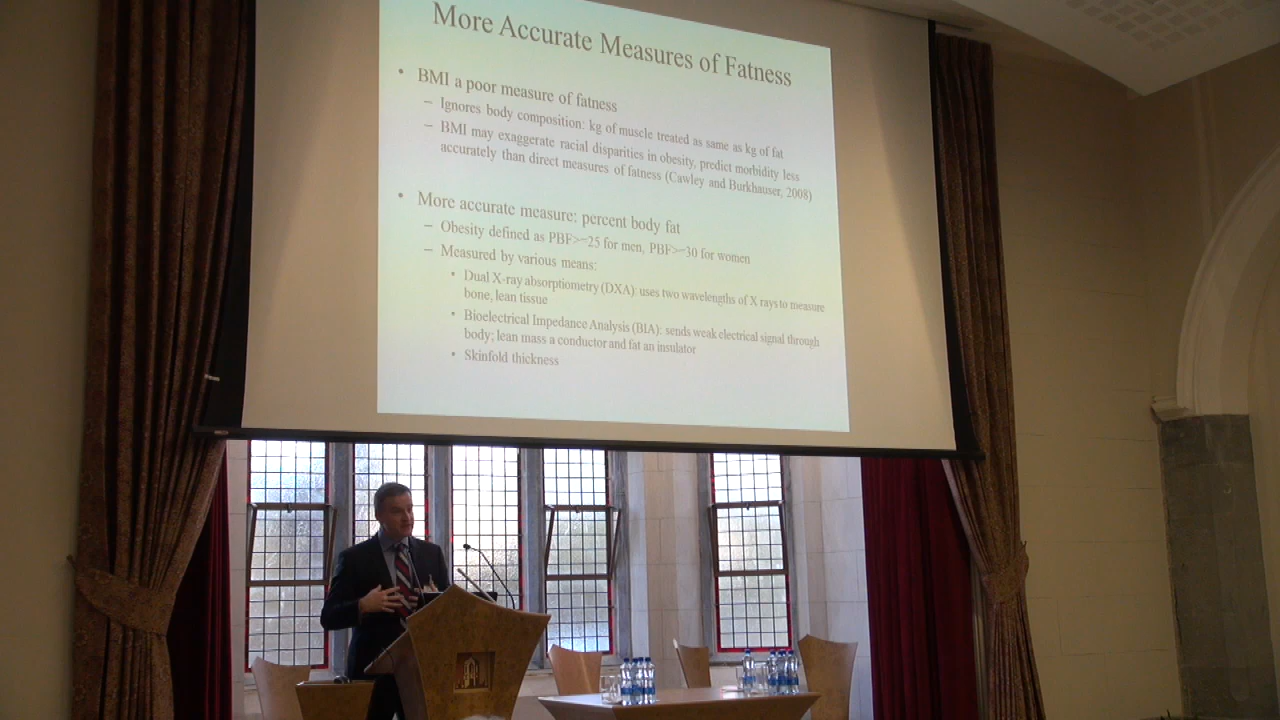 More Accurate Measures of Fatness
• BMI a poor measure of fatness
– Ignores body composition: kg of muscle treated as same as kg of fat
– BMI may exaggerate racial disparities in obesity, predict morbidity less
accurately than direct measures of fatness (Cawley and Burkhauser, 2008)
• More accurate measure: percent body fat
– Obesity defined as PBF>=25 for men, PBF>=30 for women
– Measured by various means:
• Dual X-ray absorptiometry (DXA): uses two wavelengths of X rays to measure
bone, lean tissue
• Bioelectrical Impedance Analysis (BIA): sends weak electrical signal through
body; lean mass a conductor and fat an insulator
• Skinfold thickness